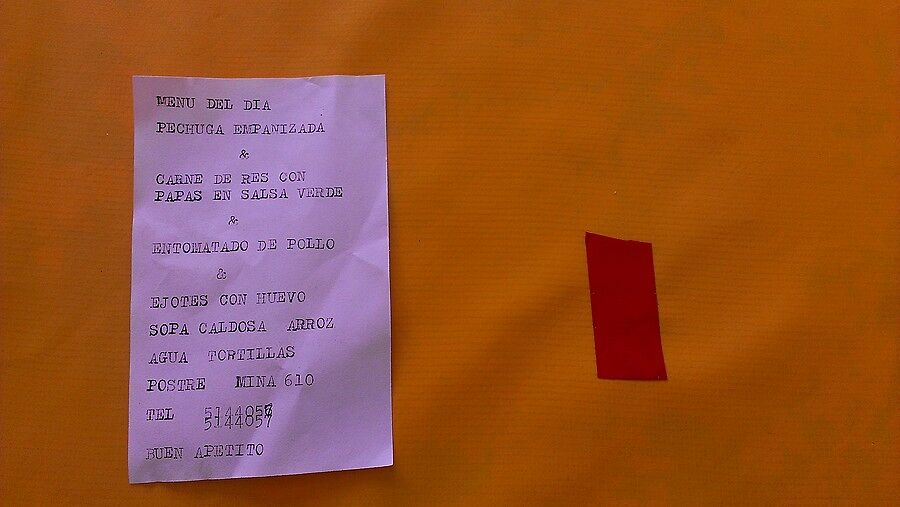 MENU DEL DIA
PECHUGA EMPANIZADA
&
CARNE DE RES CON
PAPAS EN SALSA VERDE
&
ENTOMATADO DE POLLO
&
EJOTES CON HUEVO
SOPA CALDOSA ARROZ
AGUA TORTILLAS
POSTRE MINA 610
TEL 5144057
5144057
BUEN APETITO